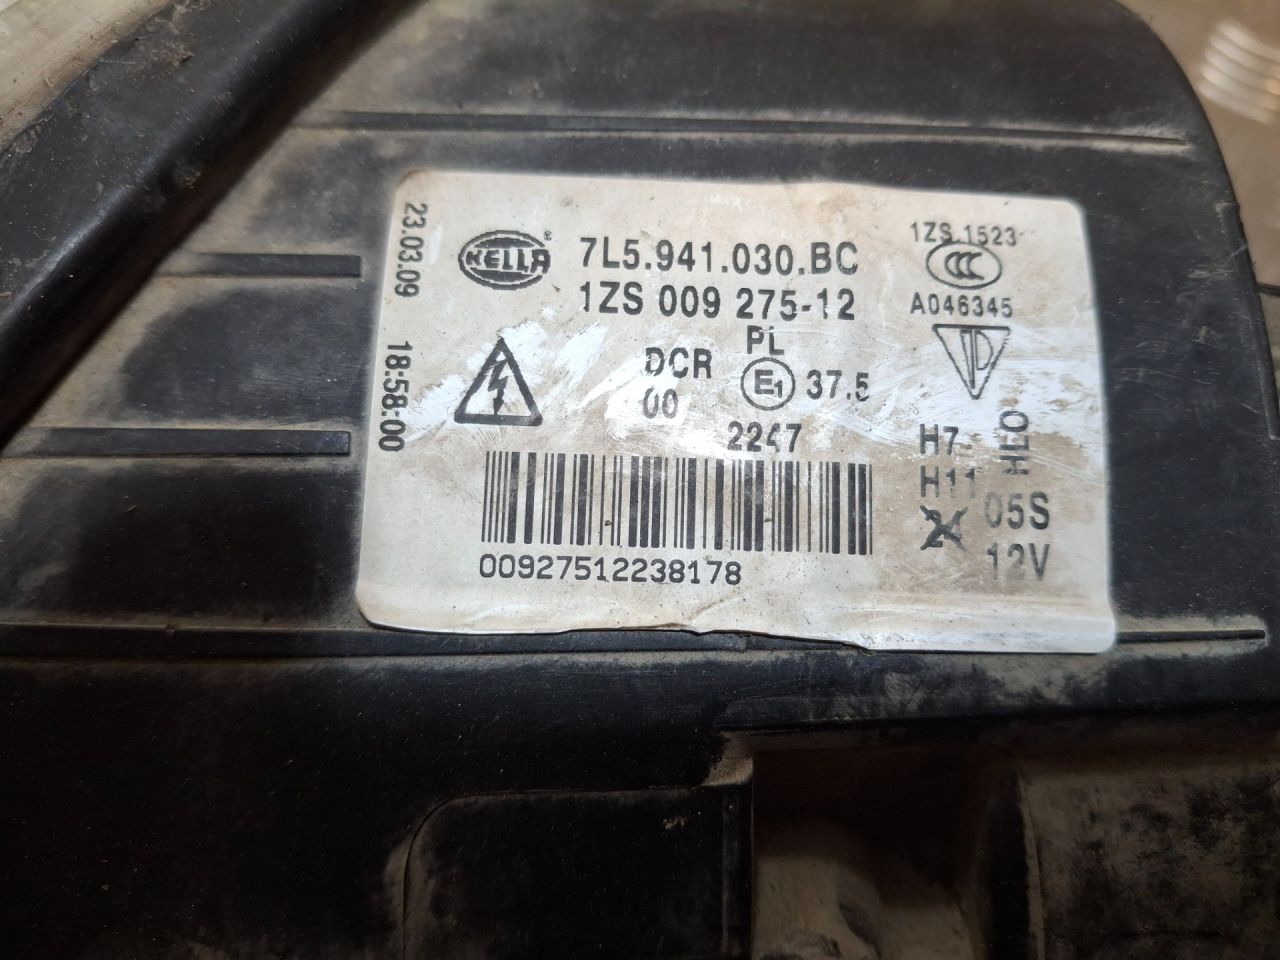 23.03.09
18:58:00
HELLA ®
7L5.941.030.BC
1ZS 009 275-12
1ZS.1523
CCC
A046345
PL
DCR E1 37.5
00
2247
H7
H11
05S
12V
00927512238178